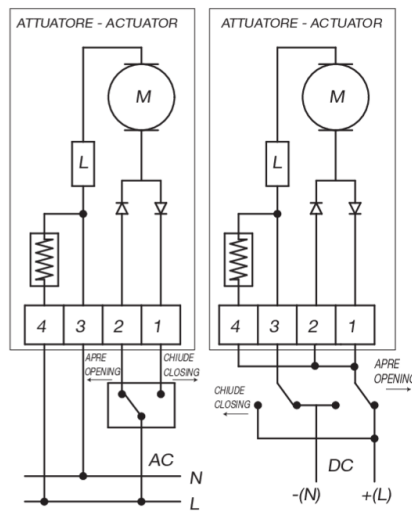 ATTUATORE - ACTUATOR
M
L
4 3 2 1
APRE
OPENING
CHIUDE
CLOSING
AC
N
L
ATTUATORE - ACTUATOR
M
L
4 3 2 1
APRE
OPENING
CHIUDE
CLOSING
DC
-(N) +(L)